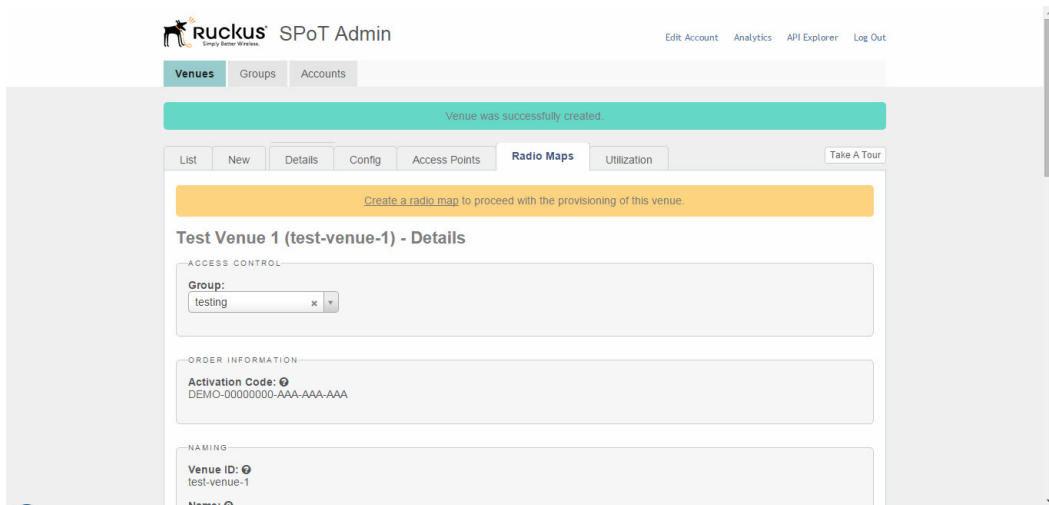 Ruckus SPoT Admin
Simply Better Wireless.
Edit Account Analytics API Explorer Log Out
Venues Groups Accounts
Venue was successfully created.
List New Details Config Access Points Radio Maps Utilization Take A Tour
Create a radio map to proceed with the provisioning of this venue.
Test Venue 1 (test-venue-1) - Details
ACCESS CONTROL
Group:
testing
ORDER INFORMATION
Activation Code:
DEMO-00000000-AAA-AAA-AAA
NAMING
Venue ID:
test-venue-1
Name: